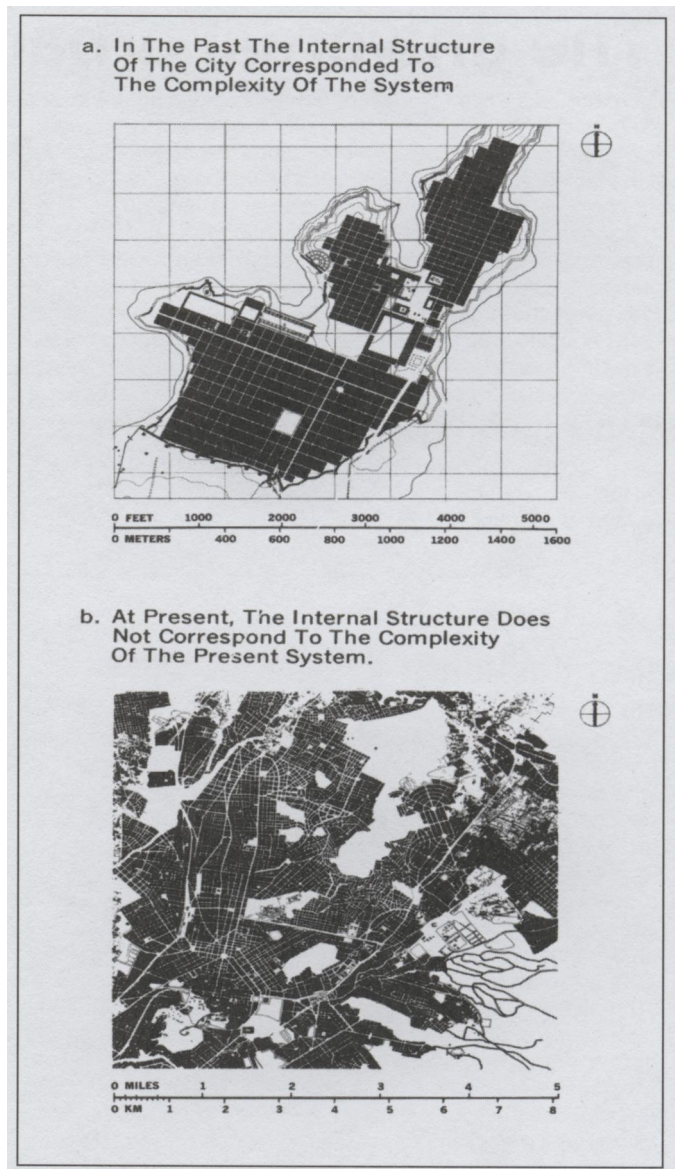 a. In The Past The Internal Structure
Of The City Corresponded To
The Complexity Of The System
N
0 FEET 1000 2000 3000 4000 5000
0 METERS 400 600 800 1000 1200 1400 1600
b. At Present, The Internal Structure Does
Not Correspond To The Complexity
Of The Present System.
N
0 MILES 1 2 3 4 5
0 KM 1 2 3 4 5 6 7 8